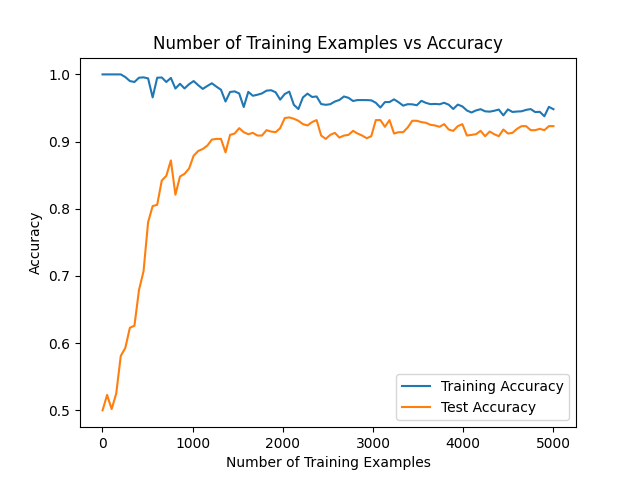 Number of Training Examples vs Accuracy
1.0
0.9
0.8
0.7
0.6
0.5
Accuracy
0
1000
2000
3000
4000
5000
Number of Training Examples
Training Accuracy
Test Accuracy